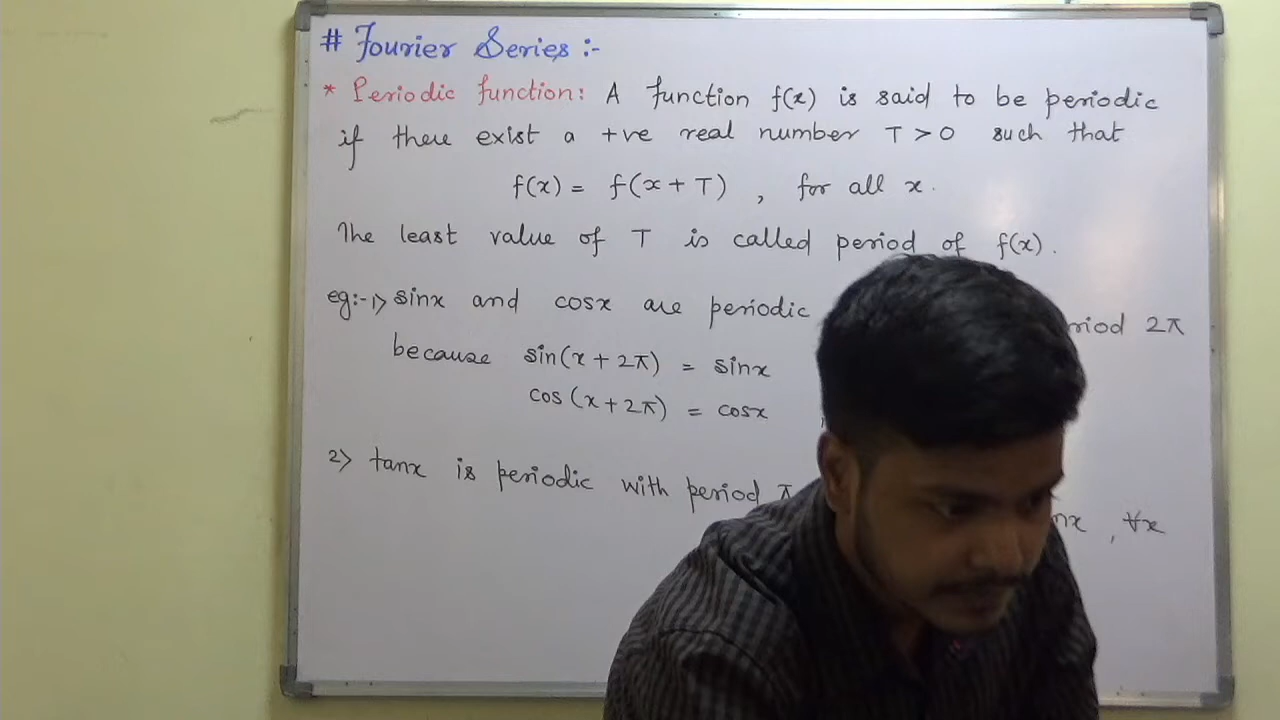 # Fourier Series :-
* Periodic function: A function f(x) is said to be periodic
if there exist a +ve real number T > 0 such that
f(x) = f(x + T) , for all x.
The least value of T is called period of f(x).
eg:-1> sinx and cosx are periodic 2π
because sin(x + 2π) = sinx
cos (x + 2π) = cosx
2> tanx is periodic with period π , ∀x